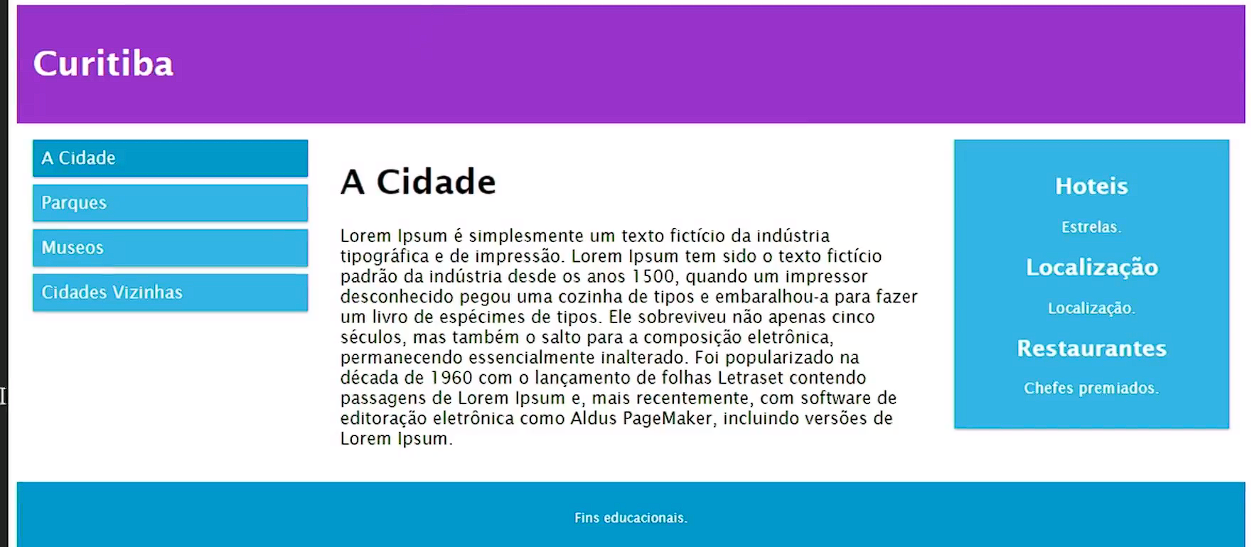 Curitiba
A Cidade
Parques
Museos
Cidades Vizinhas
A Cidade
Lorem Ipsum é simplesmente um texto fictício da indústria
tipográfica e de impressão. Lorem Ipsum tem sido o texto fictício
padrão da indústria desde os anos 1500, quando um impressor
desconhecido pegou uma cozinha de tipos e embaralhou-a para fazer
um livro de espécimes de tipos. Ele sobreviveu não apenas cinco
séculos, mas também o salto para a composição eletrônica,
permanecendo essencialmente inalterado. Foi popularizado na
década de 1960 com o lançamento de folhas Letraset contendo
passagens de Lorem Ipsum e, mais recentemente, com software de
editoração eletrônica como Aldus PageMaker, incluindo versões de
Lorem Ipsum.
Hoteis
Estrelas.
Localização
Localização.
Restaurantes
Chefes premiados.
Fins educacionais.